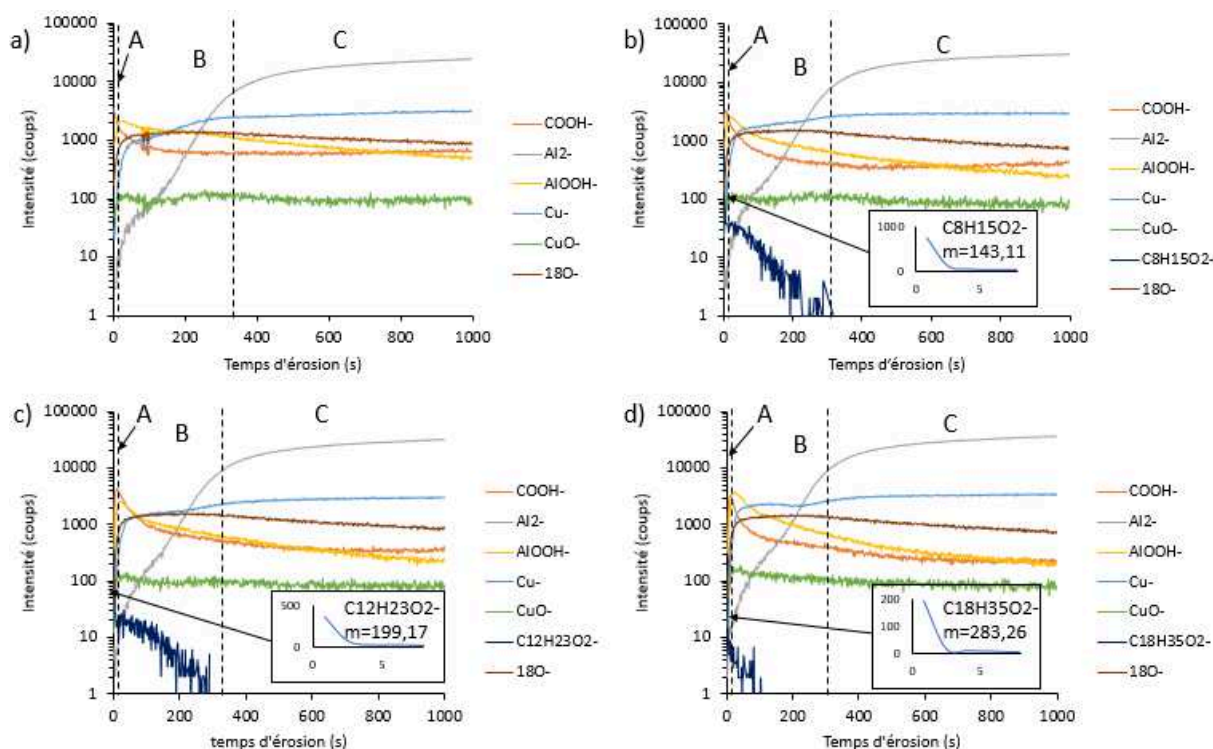 a)
A
B
C
Intensité (coups)
100000
10000
1000
100
10
1
0
200
400
600
800
1000
Temps d'érosion (s)
COOH-
Al2-
AlOOH-
Cu-
CuO-
18O-
b)
A
B
C
Intensité (coups)
100000
10000
1000
100
10
1
0
200
400
600
800
1000
Temps d'érosion (s)
1000
0
0
5
C8H15O2-
m=143,11
COOH-
Al2-
AlOOH-
Cu-
CuO-
C8H15O2-
18O-
c)
A
B
C
Intensité (coups)
100000
10000
1000
100
10
1
0
200
400
600
800
1000
temps d'érosion (s)
500
0
0
5
C12H23O2-
m=199,17
COOH-
Al2-
AlOOH-
Cu-
CuO-
C12H23O2-
18O-
d)
A
B
C
Intensité (coups)
100000
10000
1000
100
10
1
0
200
400
600
800
1000
Temps d'érosion (s)
200
100
0
0
5
C18H35O2-
m=283,26
COOH-
Al2-
AlOOH-
Cu-
CuO-
C18H35O2-
18O-